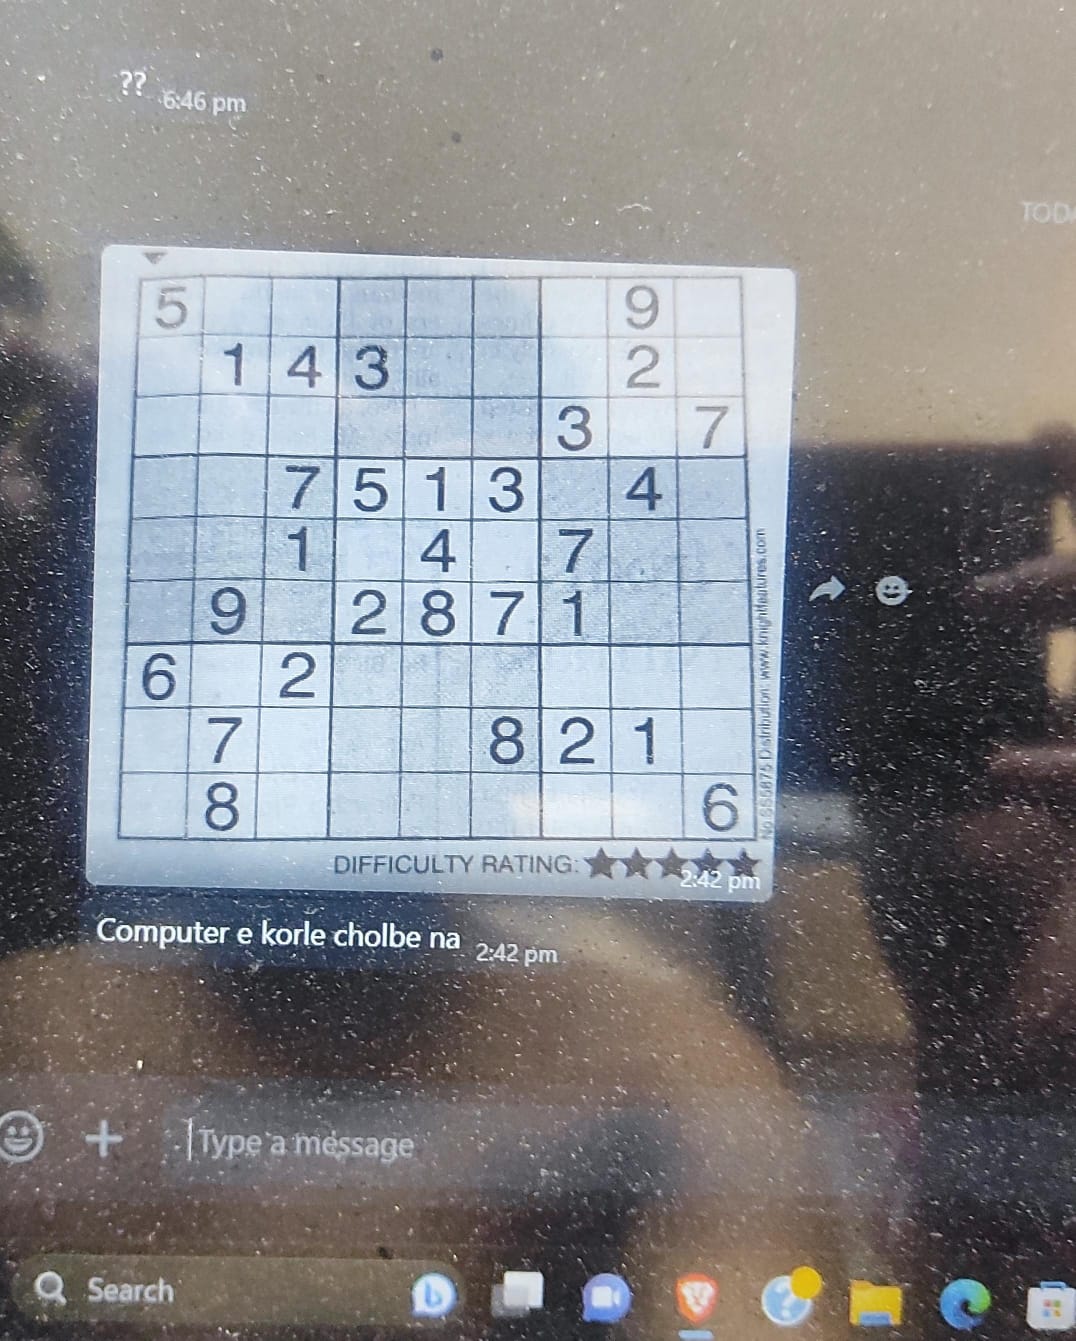 ?? 6:46 pm
TODA
5 9
1 4 3 2
3 7
7 5 1 3 4
1 4 7
9 2 8 7 1
6 2
7 8 2 1
8 6
No.SS5875 Distribution: www.knightfeatures.com
DIFFICULTY RATING: ★★★★★
2:42 pm
Computer e korle cholbe na 2:42 pm
Type a message
Search